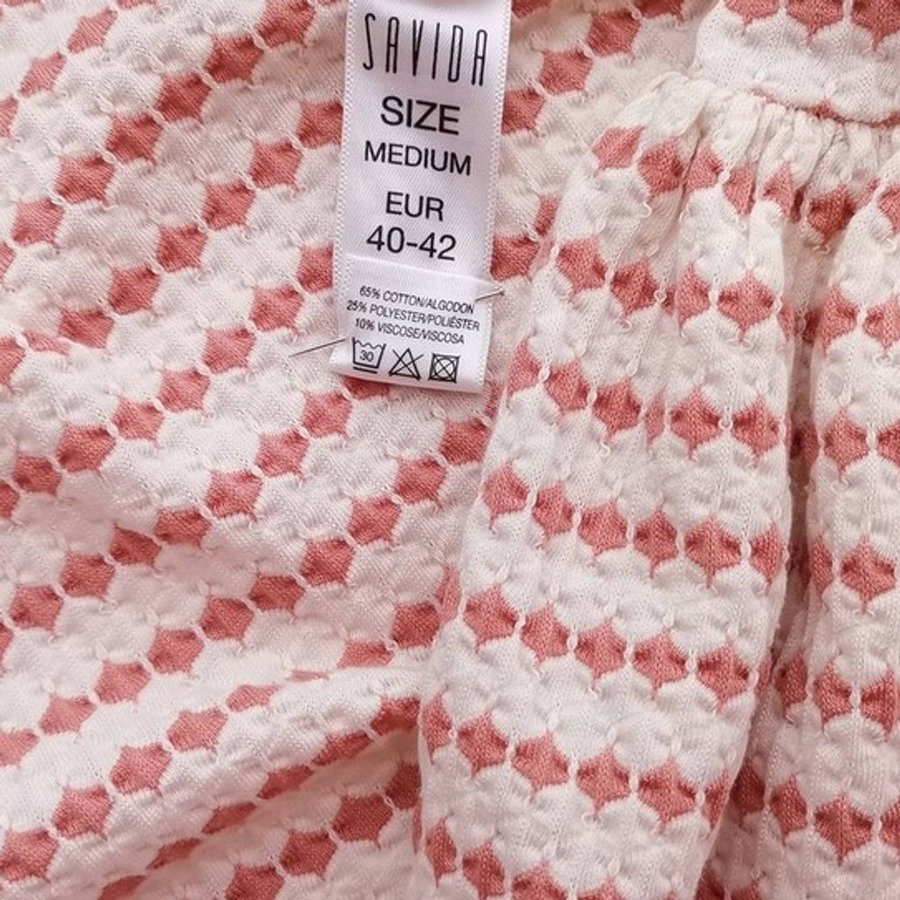 SAVIDA
SIZE
MEDIUM
EUR
40-42
65% COTTON/ALGODON
25% POLYESTER/POLIÉSTER
10% VISCOSE/VISCOSA
30